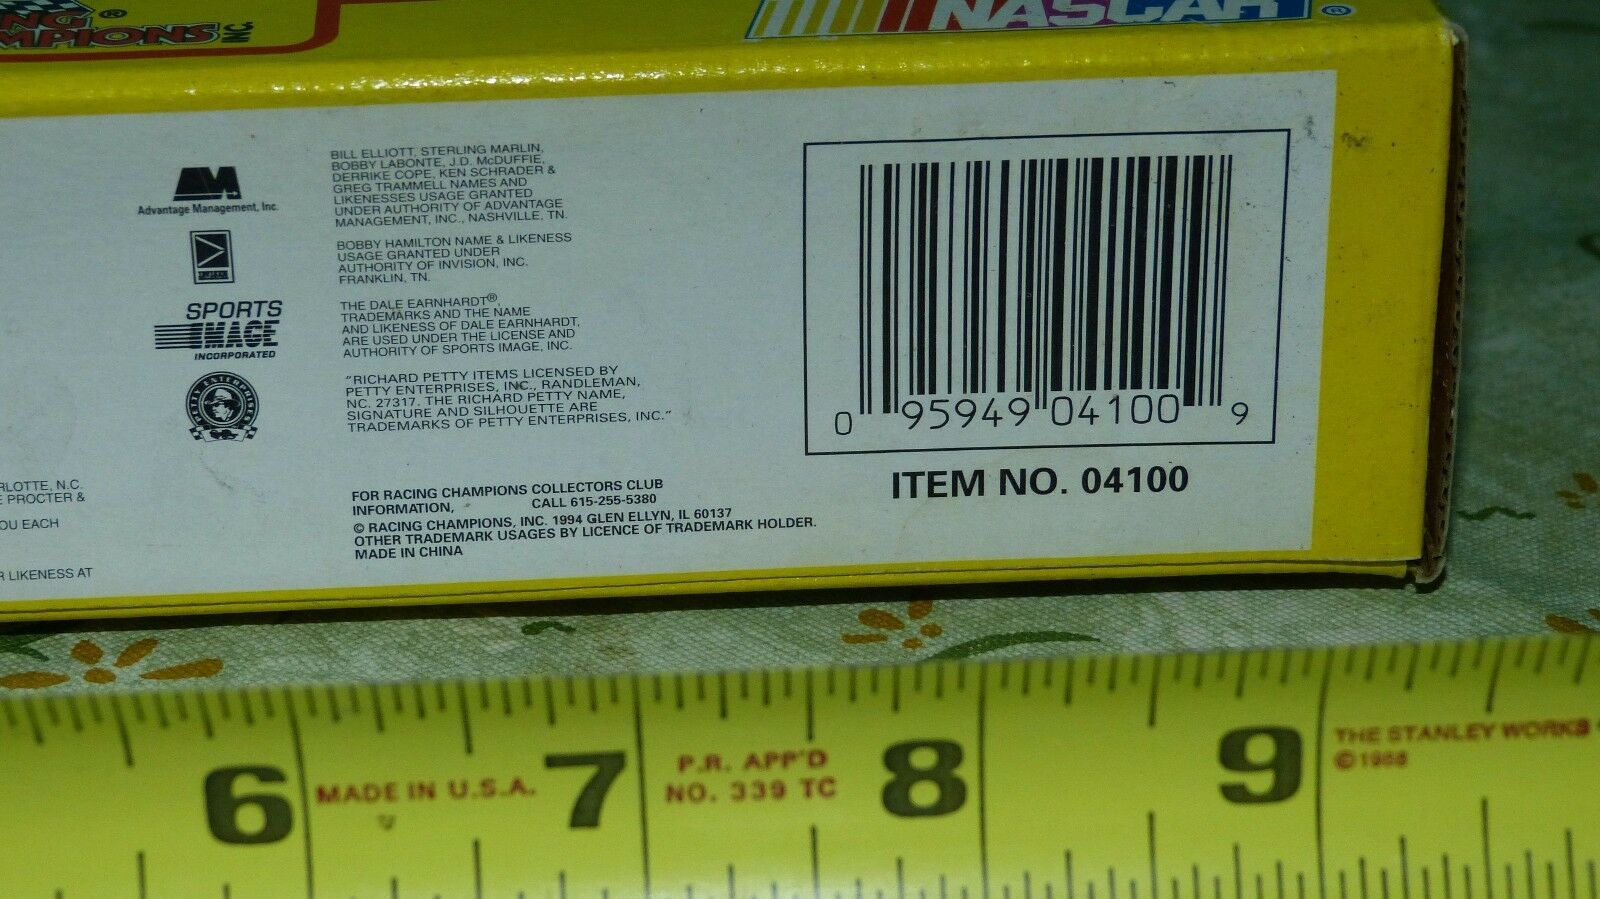 NASCAR ®
®
INC.
Advantage Management, Inc.
BILL ELLIOTT, STERLING MARLIN,
BOBBY LABONTE, J.D. McDUFFIE,
DERRIKE COPE, KEN SCHRADER &
GREG TRAMMELL NAMES AND
LIKENESSES USAGE GRANTED
UNDER AUTHORITY OF ADVANTAGE
MANAGEMENT, INC., NASHVILLE, TN.
BOBBY HAMILTON NAME & LIKENESS
USAGE GRANTED UNDER
AUTHORITY OF INVISION, INC.
FRANKLIN, TN.
SPORTS
IMAGE
INCORPORATED
THE DALE EARNHARDT®,
TRADEMARKS AND THE NAME
AND LIKENESS OF DALE EARNHARDT,
ARE USED UNDER THE LICENSE AND
AUTHORITY OF SPORTS IMAGE, INC.
"RICHARD PETTY ITEMS LICENSED BY
PETTY ENTERPRISES, INC., RANDLEMAN,
NC. 27317. THE RICHARD PETTY NAME,
SIGNATURE AND SILHOUETTE ARE
TRADEMARKS OF PETTY ENTERPRISES, INC."
RLOTTE, N.C.
E PROCTER &
OU EACH
R LIKENESS AT
FOR RACING CHAMPIONS COLLECTORS CLUB
INFORMATION, CALL 615-255-5380
© RACING CHAMPIONS, INC. 1994 GLEN ELLYN, IL 60137
OTHER TRADEMARK USAGES BY LICENCE OF TRADEMARK HOLDER.
MADE IN CHINA
0 95949 04100 9
ITEM NO. 04100
6 7 8 9
MADE IN U.S.A.
P.R. APP'D
NO. 339 TC
THE STANLEY WORKS
©1988